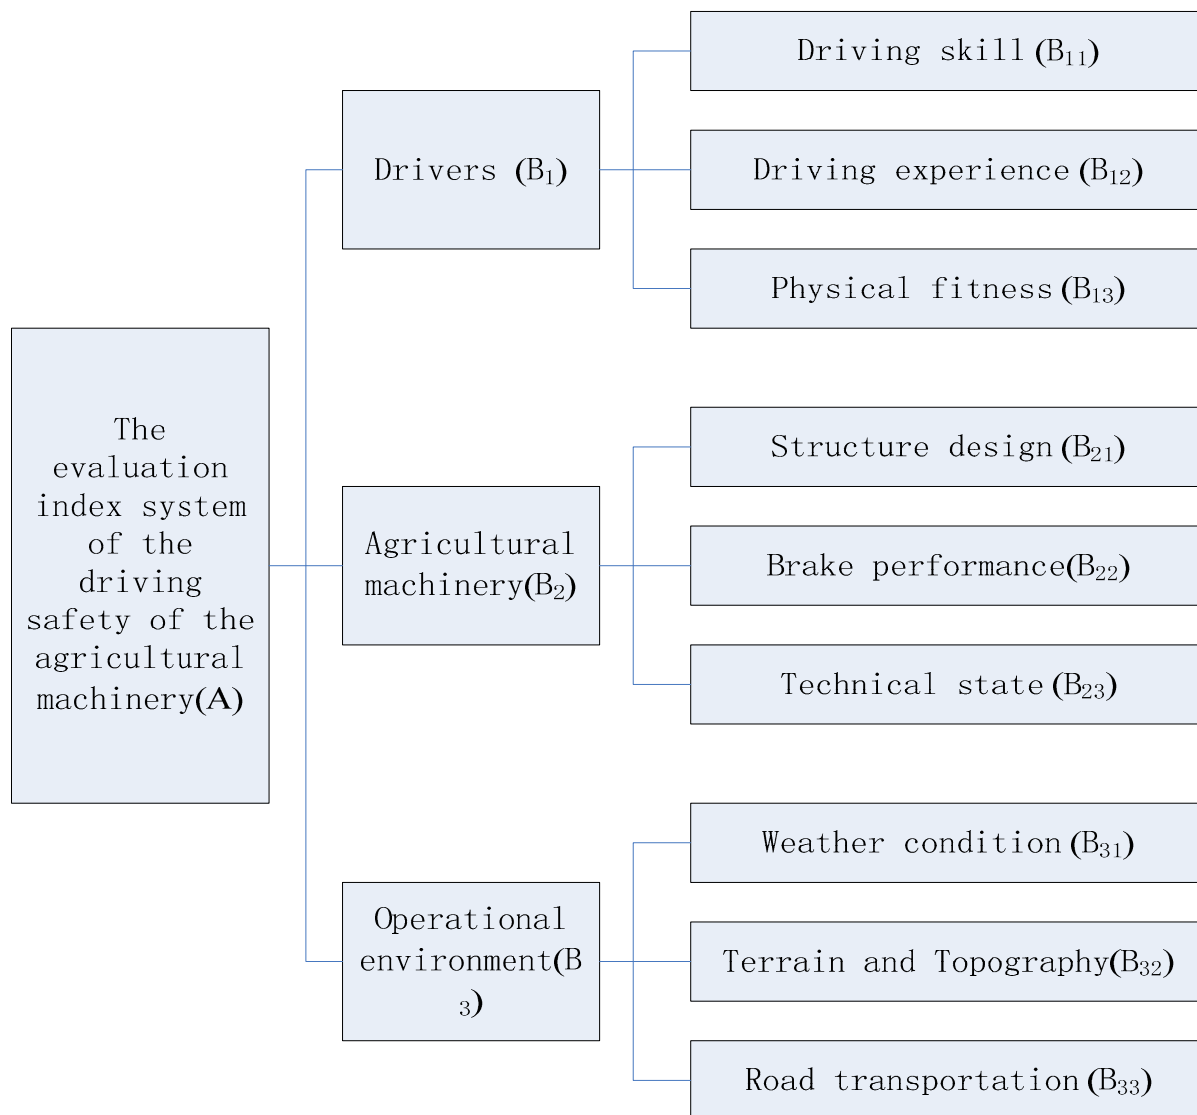 The
evaluation
index system
of the
driving
safety of the
agricultural
machinery(A)
Drivers (B₁)
Driving skill (B₁₁)
Driving experience (B₁₂)
Physical fitness (B₁₃)
Agricultural
machinery(B₂)
Structure design (B₂₁)
Brake performance(B₂₂)
Technical state (B₂₃)
Operational
environment(B
₃)
Weather condition (B₃₁)
Terrain and Topography(B₃₂)
Road transportation (B₃₃)